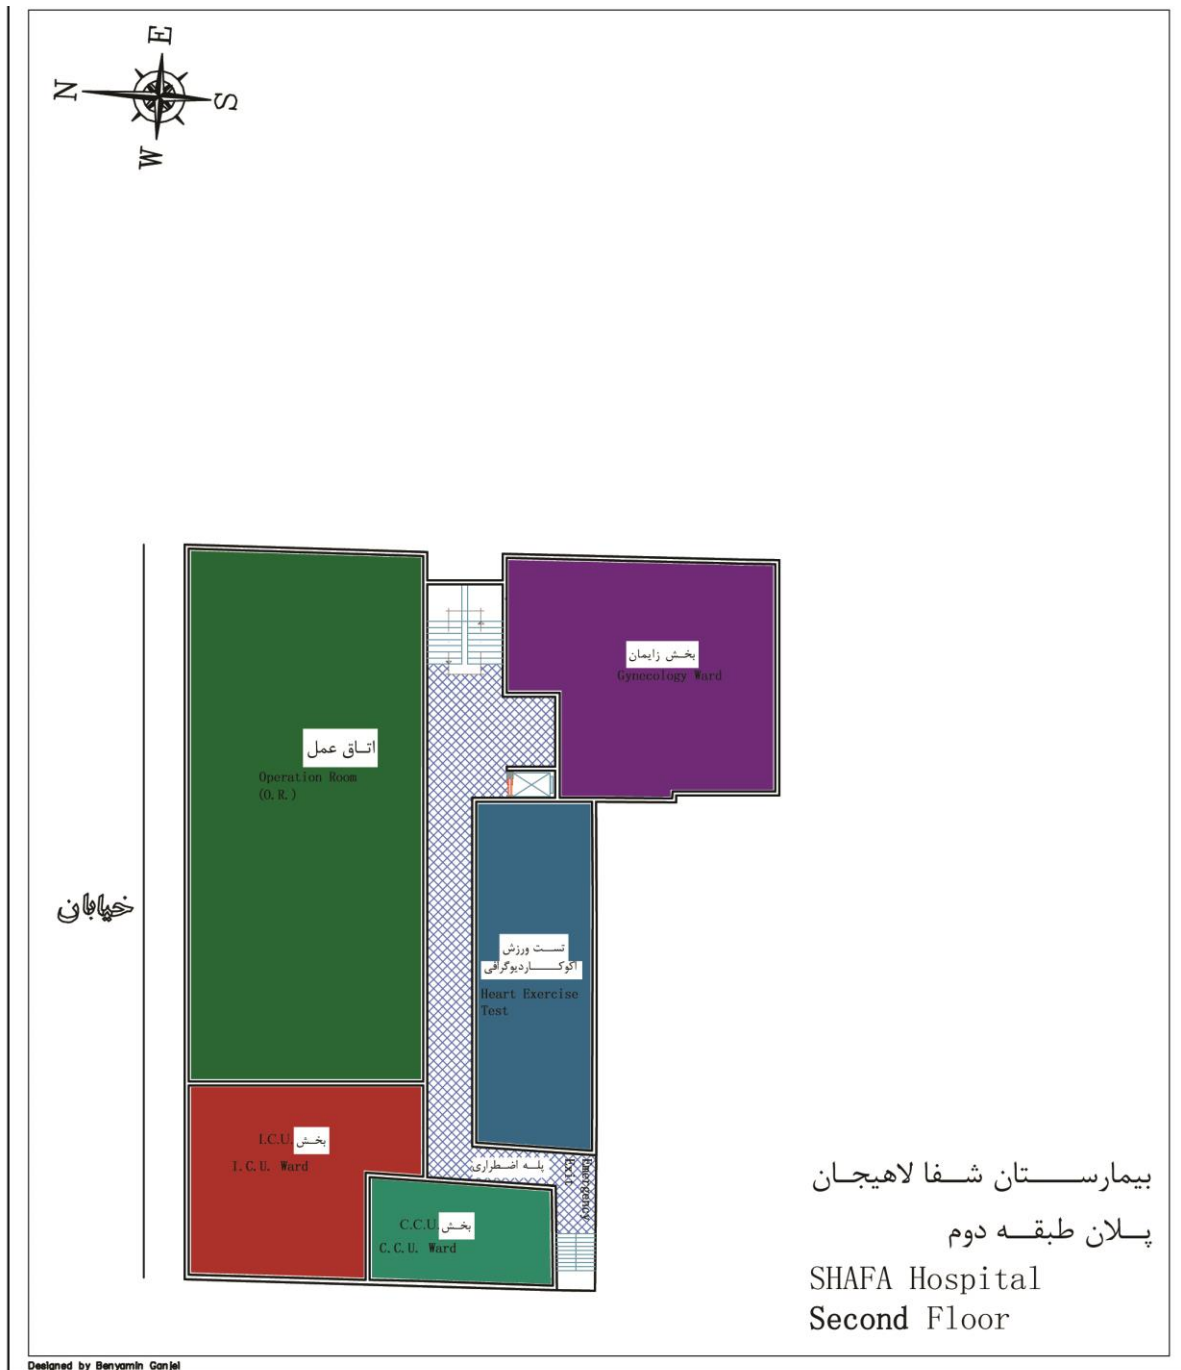 E
N
S
W
بخش زایمان
Gynecology Ward
اتاق عمل
Operation Room
(O.R.)
خیابان
تست ورزش
اکوکاردیوگرافی
Heart Exercise
Test
بخش I.C.U.
I.C.U. Ward
پله اضطراری
Emergency
Exit
بخش C.C.U.
C.C.U. Ward
بیمارستان شفا لاهیجان
پلان طبقه دوم
SHAFA Hospital
Second Floor
Designed by Benyamin Ganjei